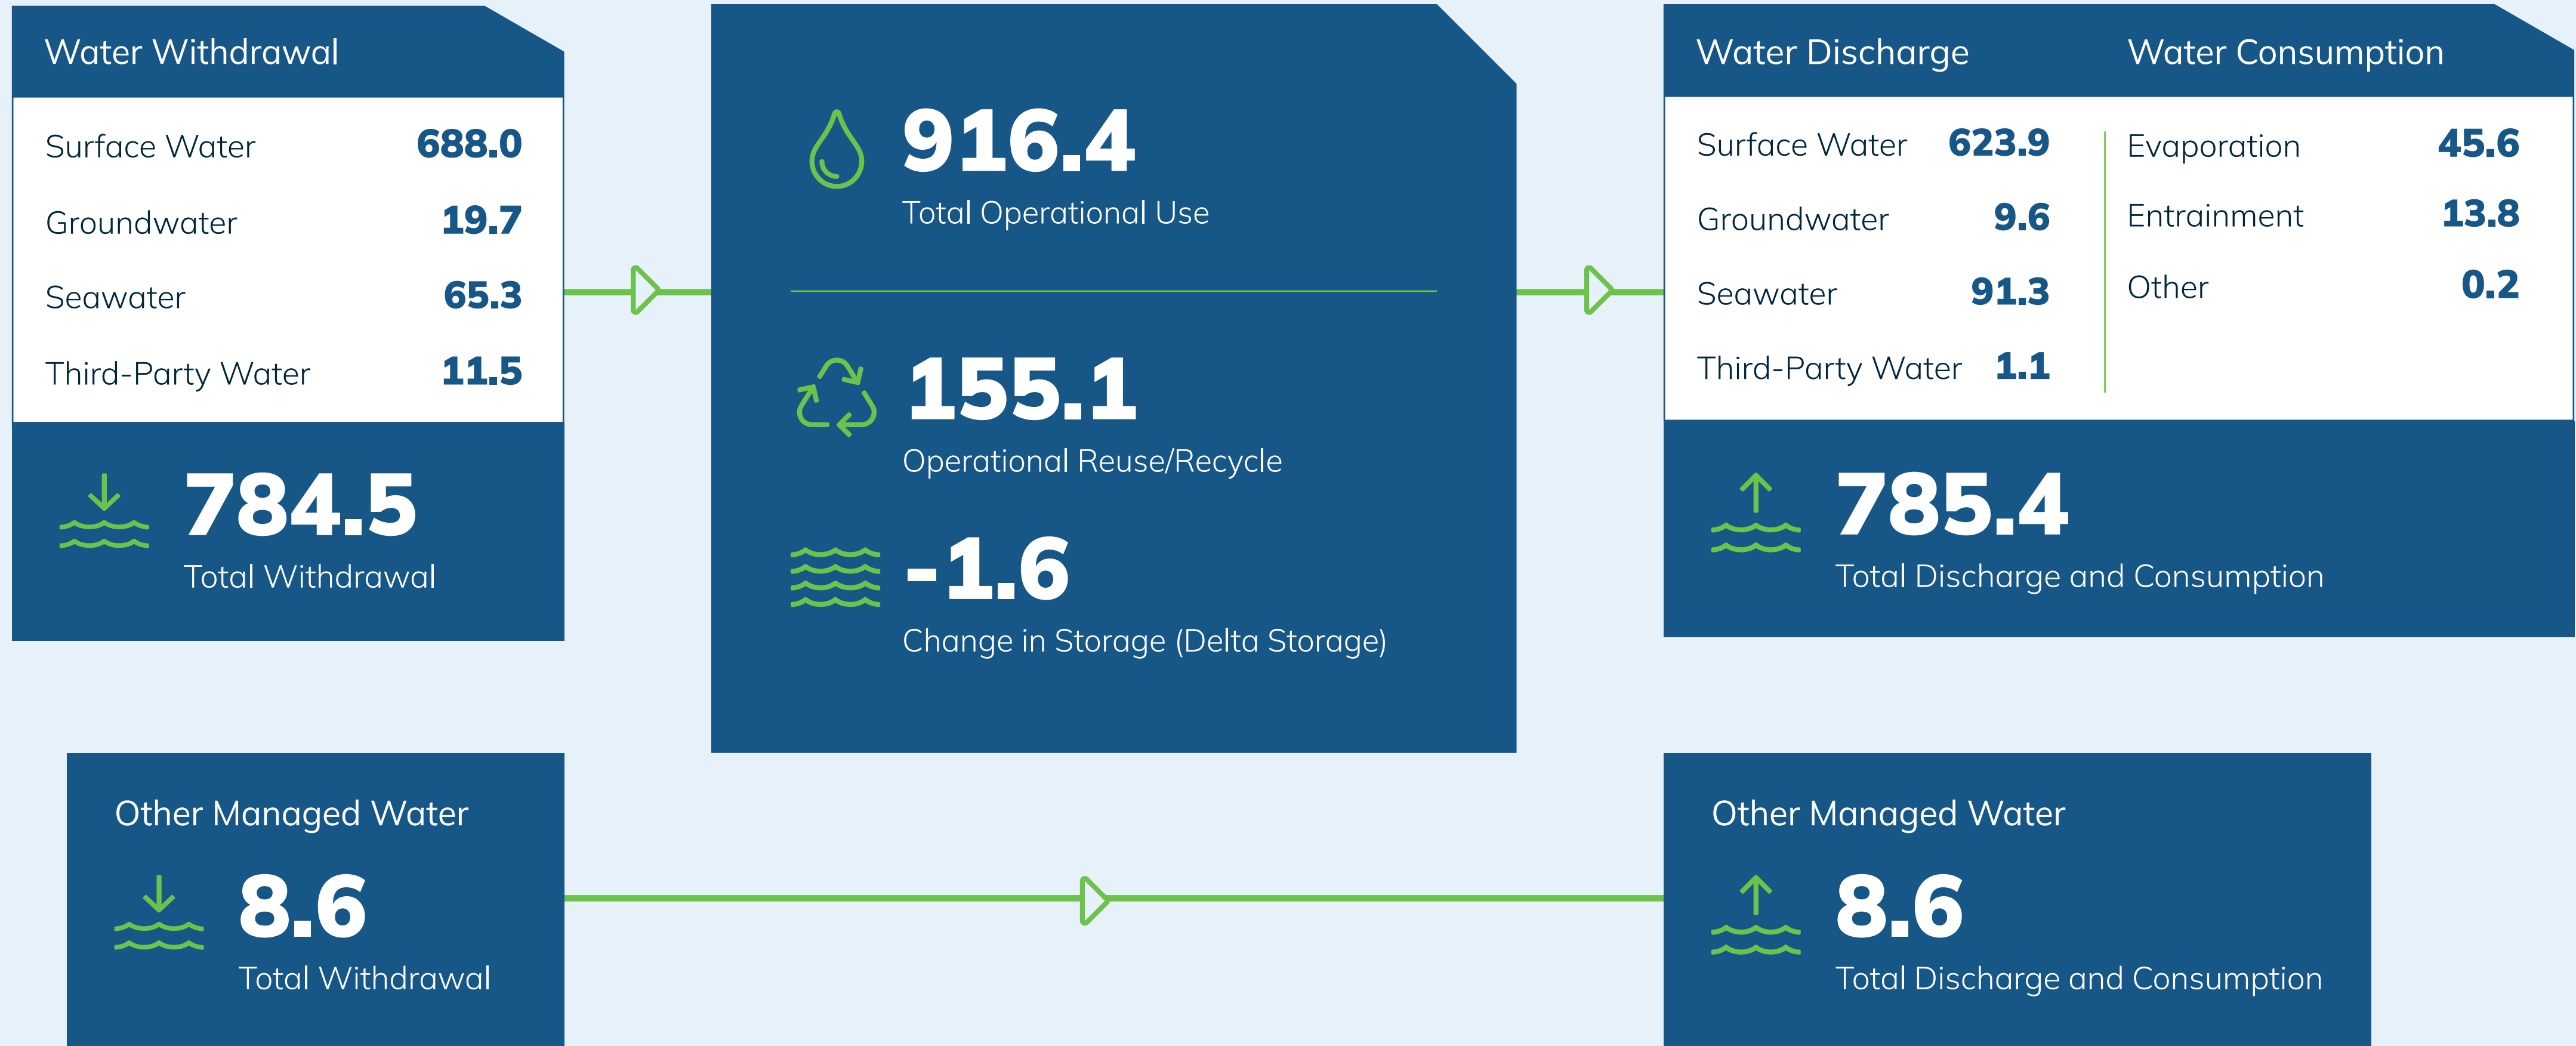 Water Withdrawal
Surface Water 688.0
Groundwater 19.7
Seawater 65.3
Third-Party Water 11.5
784.5
Total Withdrawal
916.4
Total Operational Use
155.1
Operational Reuse/Recycle
-1.6
Change in Storage (Delta Storage)
Water Discharge
Surface Water 623.9
Groundwater 9.6
Seawater 91.3
Third-Party Water 1.1
Water Consumption
Evaporation 45.6
Entrainment 13.8
Other 0.2
785.4
Total Discharge and Consumption
Other Managed Water
8.6
Total Withdrawal
Other Managed Water
8.6
Total Discharge and Consumption